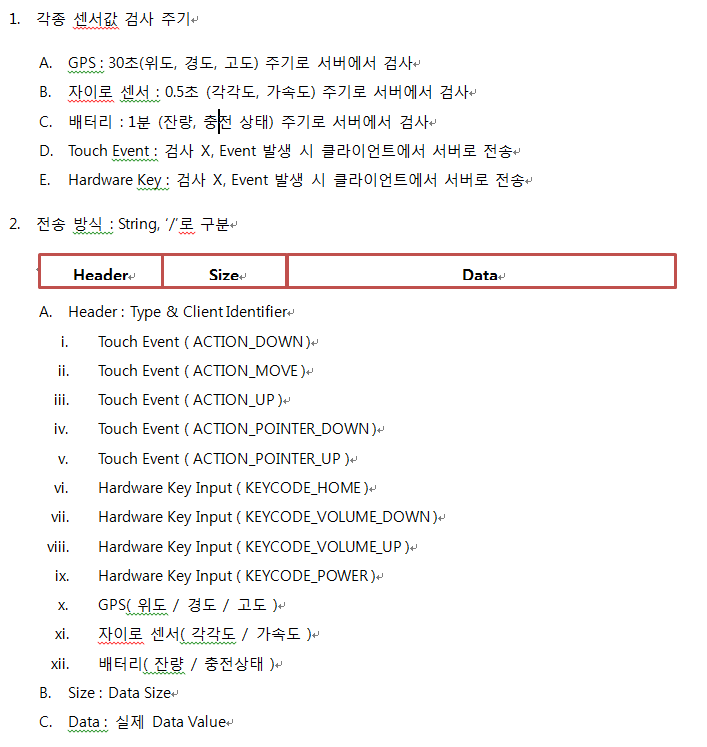 1. 각종 센서값 검사 주기
A. GPS : 30초(위도, 경도, 고도) 주기로 서버에서 검사
B. 자이로 센서 : 0.5초 (각각도, 가속도) 주기로 서버에서 검사
C. 배터리 : 1분 (잔량, 충전 상태) 주기로 서버에서 검사
D. Touch Event : 검사 X, Event 발생 시 클라이언트에서 서버로 전송
E. Hardware Key : 검사 X, Event 발생 시 클라이언트에서 서버로 전송
2. 전송 방식 : String, ‘/’로 구분
Header Size Data
A. Header : Type & Client Identifier
i. Touch Event ( ACTION_DOWN )
ii. Touch Event ( ACTION_MOVE )
iii. Touch Event ( ACTION_UP )
iv. Touch Event ( ACTION_POINTER_DOWN )
v. Touch Event ( ACTION_POINTER_UP )
vi. Hardware Key Input ( KEYCODE_HOME )
vii. Hardware Key Input ( KEYCODE_VOLUME_DOWN )
viii. Hardware Key Input ( KEYCODE_VOLUME_UP )
ix. Hardware Key Input ( KEYCODE_POWER )
x. GPS( 위도 / 경도 / 고도 )
xi. 자이로 센서( 각각도 / 가속도 )
xii. 배터리( 잔량 / 충전상태 )
B. Size : Data Size
C. Data : 실제 Data Value